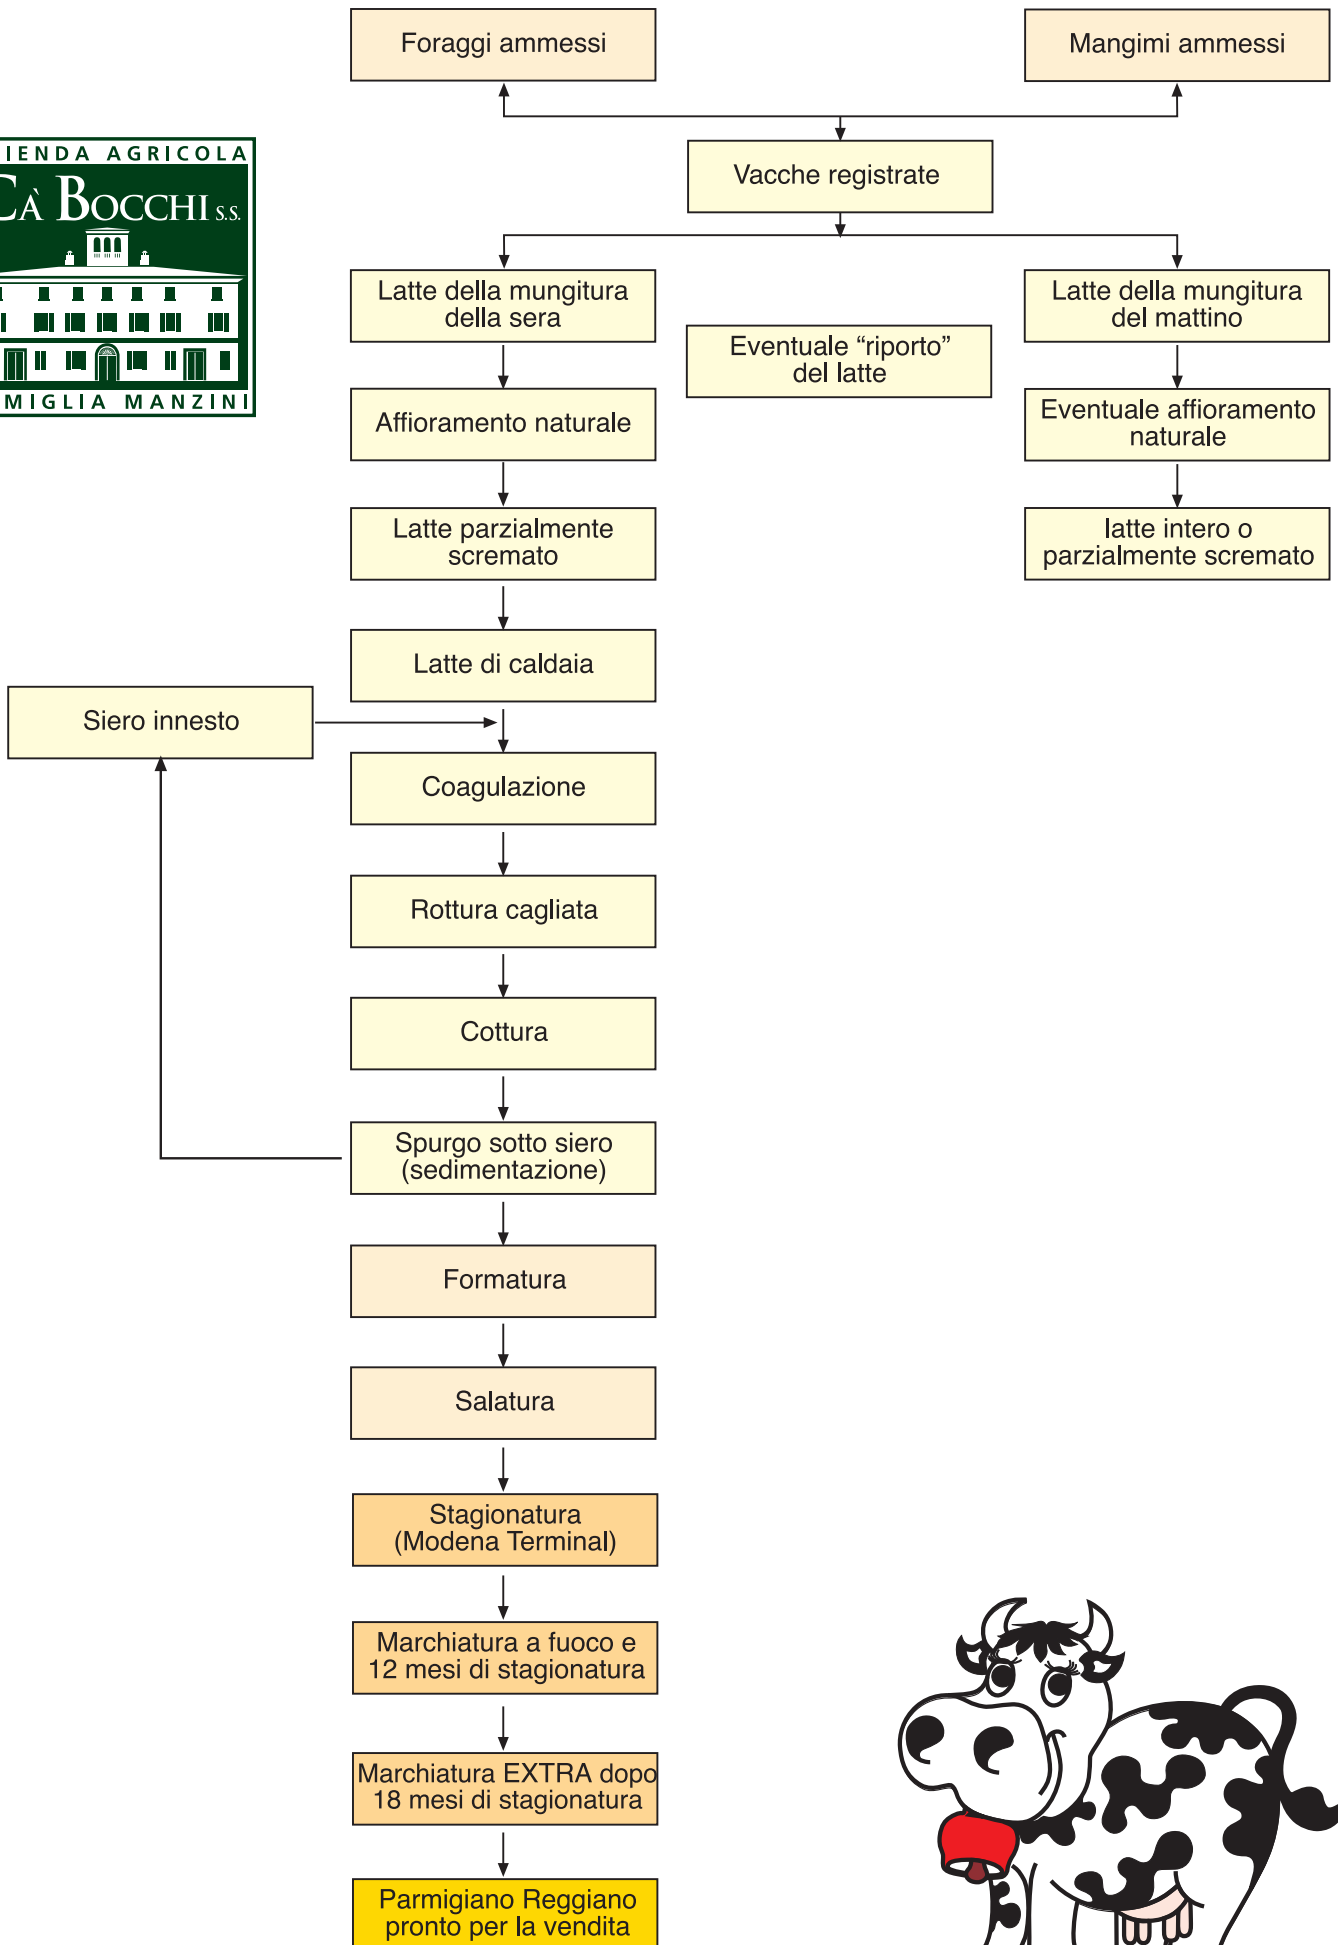 Foraggi ammessi
Mangimi ammessi
IENDA AGRICOLA
CÀ BOCCHI S.S.
MIGLIA MANZINI
Vacche registrate
Latte della mungitura
della sera
Eventuale “riporto”
del latte
Latte della mungitura
del mattino
Affioramento naturale
Eventuale affioramento
naturale
Latte parzialmente
scremato
latte intero o
parzialmente scremato
Latte di caldaia
Siero innesto
Coagulazione
Rottura cagliata
Cottura
Spurgo sotto siero
(sedimentazione)
Formatura
Salatura
Stagionatura
(Modena Terminal)
Marchiatura a fuoco e
12 mesi di stagionatura
Marchiatura EXTRA dopo
18 mesi di stagionatura
Parmigiano Reggiano
pronto per la vendita